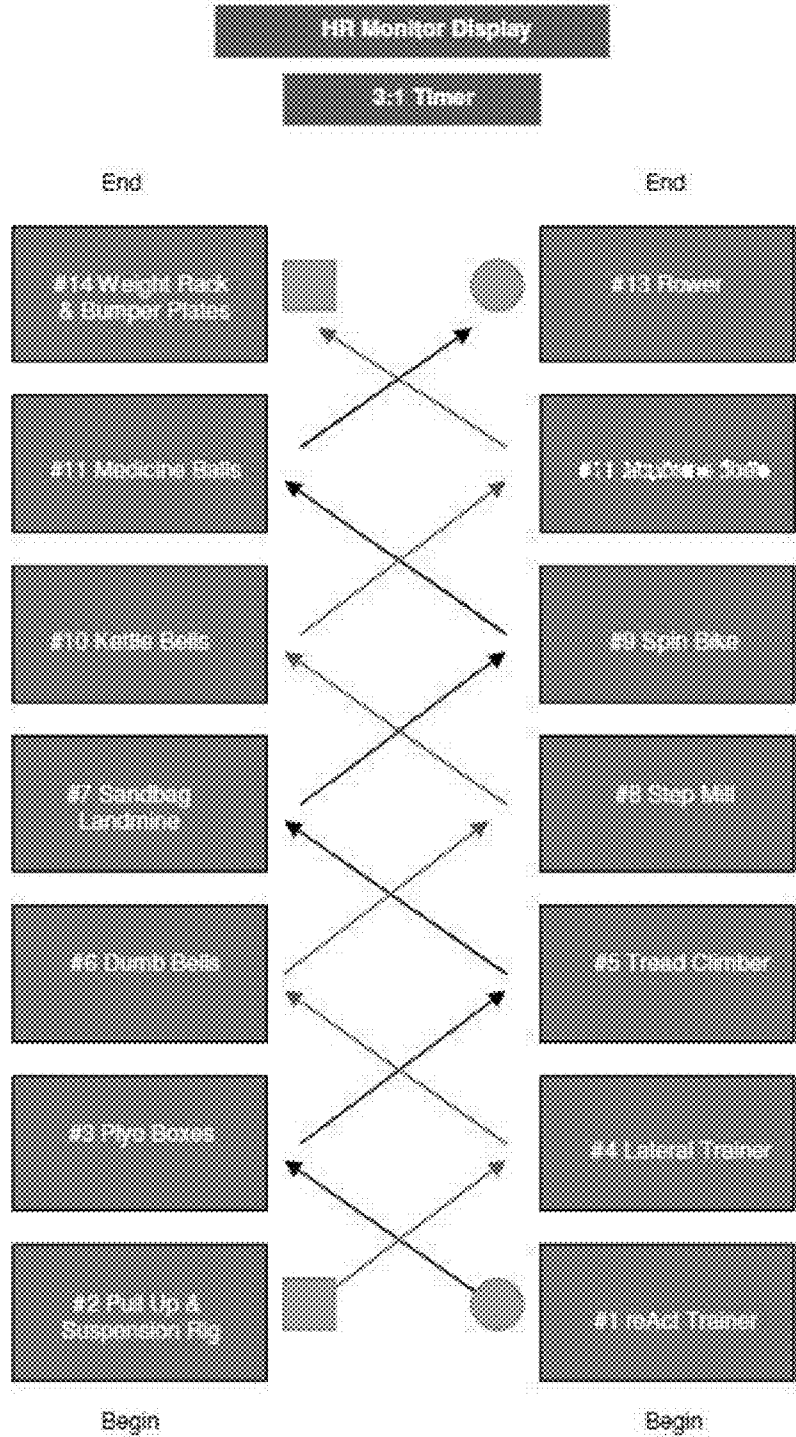 HR Monitor Display
3:1 Timer
End
End
#14 Weight Rack
& Bumper Plates
#13 Rower
#11 Medicine Balls
#9 Spin Bike
#10 Kettle Bells
#7 Sandbag
Landmine
#8 Step Mill
#6 Dumb Bells
#5 Tread Climber
#3 Plyo Boxes
#4 Lateral Trainer
#2 Pull Up &
Suspension Rig
#1 reAct Trainer
Begin
Begin